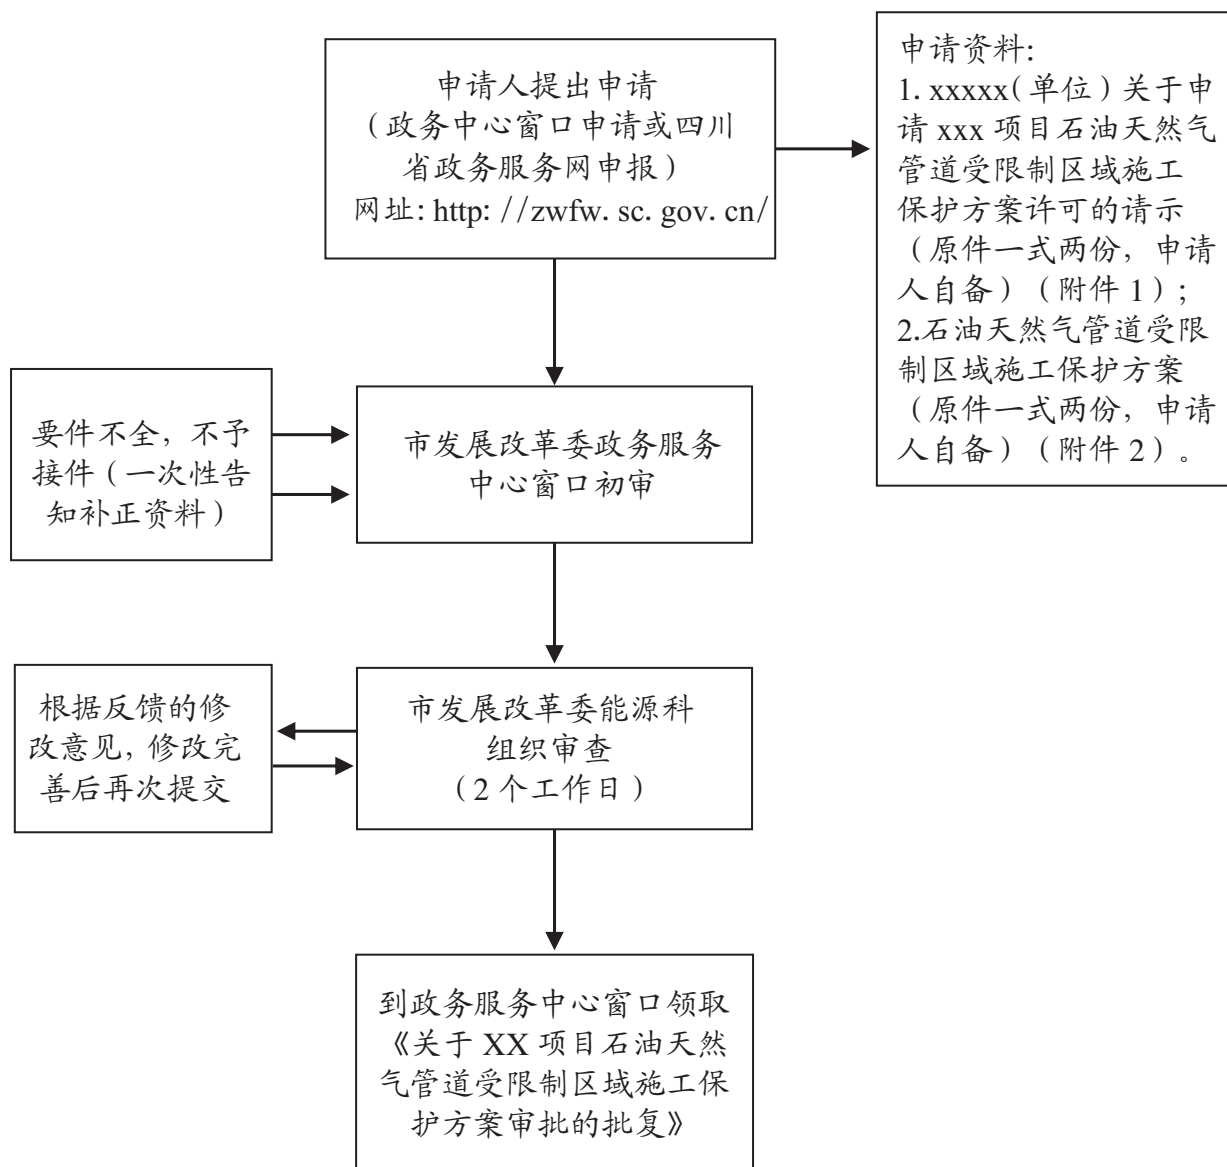 申请人提出申请
（政务中心窗口申请或四川
省政务服务网申报）
网址：http：//zwfw. sc. gov. cn/
申请资料：
1. xxxxx（单位）关于申
请 xxx 项目石油天然气
管道受限制区域施工
保护方案许可的请示
（原件一式两份，申请
人自备）（附件 1）；
2.石油天然气管道受限
制区域施工保护方案
（原件一式两份，申请
人自备）（附件 2）。
要件不全，不予
接件（一次性告
知补正资料）
市发展改革委政务服务
中心窗口初审
根据反馈的修
改意见，修改完
善后再次提交
市发展改革委能源科
组织审查
（2 个工作日）
到政务服务中心窗口领取
《关于 XX 项目石油天然
气管道受限制区域施工保
护方案审批的批复》